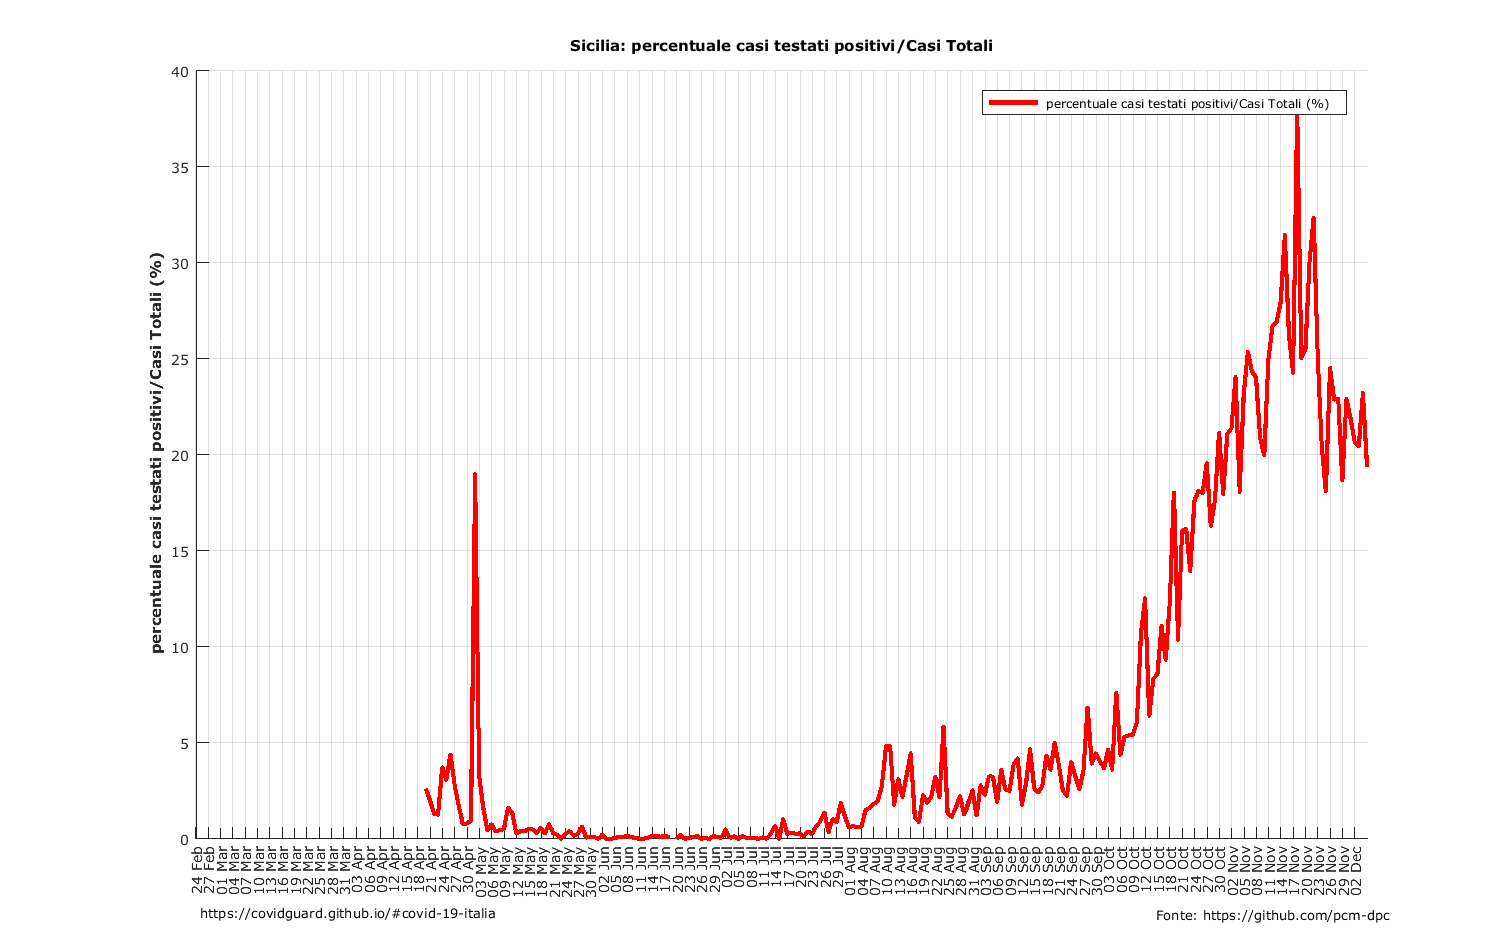 Sicilia: percentuale casi testati positivi/Casi Totali
percentuale casi testati positivi/Casi Totali (%)
percentuale casi testati positivi/Casi Totali (%)
40
35
30
25
20
15
10
5
0
24 Feb
27 Feb
01 Mar
04 Mar
07 Mar
10 Mar
13 Mar
16 Mar
19 Mar
22 Mar
25 Mar
28 Mar
31 Mar
03 Apr
06 Apr
09 Apr
12 Apr
15 Apr
18 Apr
21 Apr
24 Apr
27 Apr
30 Apr
03 May
06 May
09 May
12 May
15 May
18 May
21 May
24 May
27 May
30 May
02 Jun
05 Jun
08 Jun
11 Jun
14 Jun
17 Jun
20 Jun
23 Jun
26 Jun
29 Jun
02 Jul
05 Jul
08 Jul
11 Jul
14 Jul
17 Jul
20 Jul
23 Jul
26 Jul
29 Jul
01 Aug
04 Aug
07 Aug
10 Aug
13 Aug
16 Aug
19 Aug
22 Aug
25 Aug
28 Aug
31 Aug
03 Sep
06 Sep
09 Sep
12 Sep
15 Sep
18 Sep
21 Sep
24 Sep
27 Sep
30 Sep
03 Oct
06 Oct
09 Oct
12 Oct
15 Oct
18 Oct
21 Oct
24 Oct
27 Oct
30 Oct
02 Nov
05 Nov
08 Nov
11 Nov
14 Nov
17 Nov
20 Nov
23 Nov
26 Nov
29 Nov
02 Dec
https://covidguard.github.io/#covid-19-italia
Fonte: https://github.com/pcm-dpc